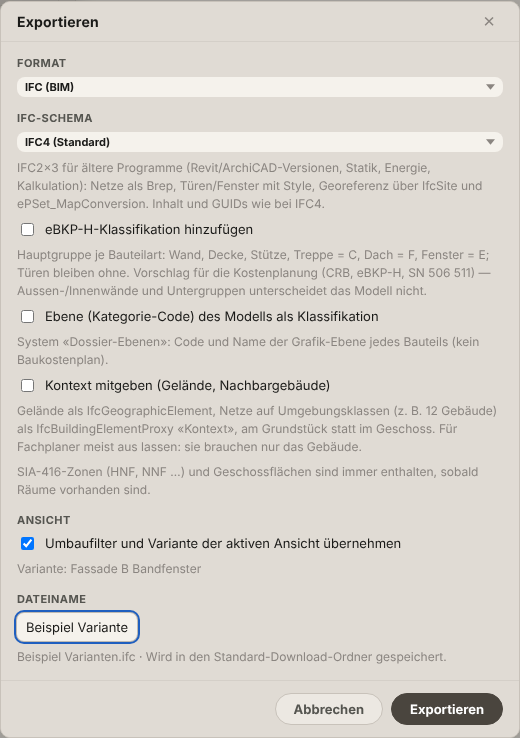 Exportieren
FORMAT
IFC (BIM)
IFC-SCHEMA
IFC4 (Standard)
IFC2×3 für ältere Programme (Revit/ArchiCAD-Versionen, Statik, Energie,
Kalkulation): Netze als Brep, Türen/Fenster mit Style, Georeferenz über IfcSite und
ePSet_MapConversion. Inhalt und GUIDs wie bei IFC4.
eBKP-H-Klassifikation hinzufügen
Hauptgruppe je Bauteilart: Wand, Decke, Stütze, Treppe = C, Dach = F, Fenster = E;
Türen bleiben ohne. Vorschlag für die Kostenplanung (CRB, eBKP-H, SN 506 511) —
Aussen-/Innenwände und Untergruppen unterscheidet das Modell nicht.
Ebene (Kategorie-Code) des Modells als Klassifikation
System «Dossier-Ebenen»: Code und Name der Grafik-Ebene jedes Bauteils (kein
Baukostenplan).
Kontext mitgeben (Gelände, Nachbargebäude)
Gelände als IfcGeographicElement, Netze auf Umgebungsklassen (z. B. 12 Gebäude)
als IfcBuildingElementProxy «Kontext», am Grundstück statt im Geschoss. Für
Fachplaner meist aus lassen: sie brauchen nur das Gebäude.
SIA-416-Zonen (HNF, NNF …) und Geschossflächen sind immer enthalten, sobald
Räume vorhanden sind.
ANSICHT
Umbaufilter und Variante der aktiven Ansicht übernehmen
Variante: Fassade B Bandfenster
DATEINAME
Beispiel Variante
Beispiel Varianten.ifc · Wird in den Standard-Download-Ordner gespeichert.
Abbrechen
Exportieren